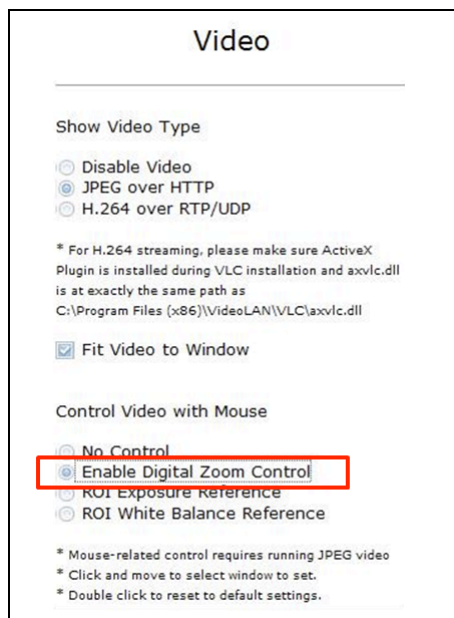 Video
Show Video Type
Disable Video
JPEG over HTTP
H.264 over RTP/UDP
* For H.264 streaming, please make sure ActiveX
Plugin is installed during VLC installation and axvlc.dll
is at exactly the same path as
C:\Program Files (x86)\VideoLAN\VLC\axvlc.dll
Fit Video to Window
Control Video with Mouse
No Control
Enable Digital Zoom Control
ROI Exposure Reference
ROI White Balance Reference
* Mouse-related control requires running JPEG video
* Click and move to select window to set.
* Double click to reset to default settings.